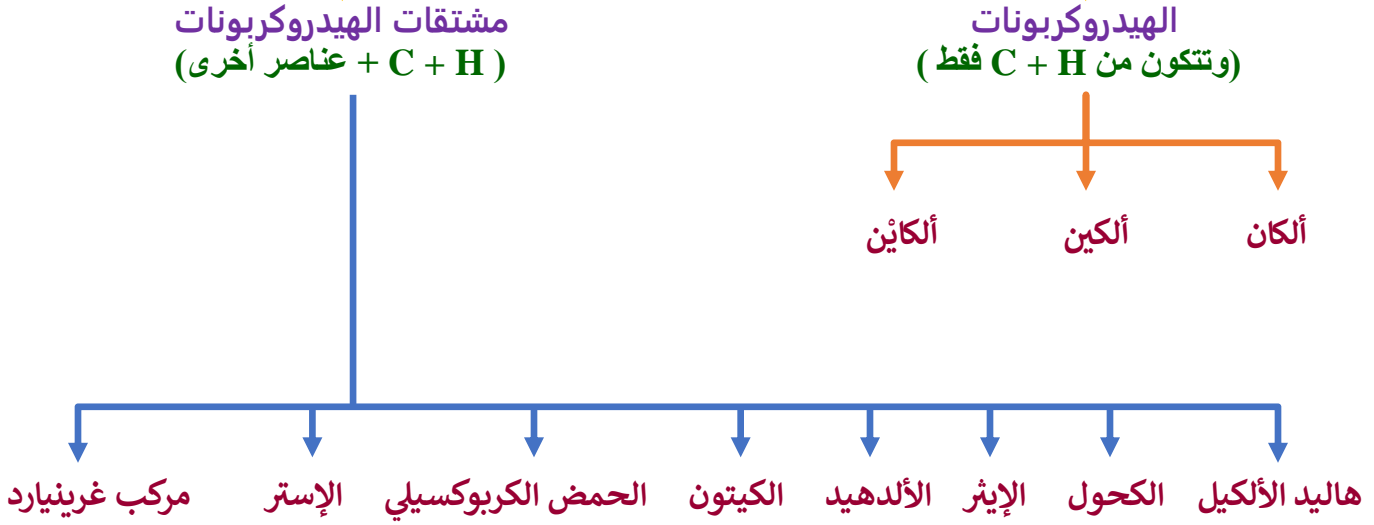 الهيدروكربونات
(وتتكون من C + H فقط )
ألكان
ألكين
ألكايْن
مشتقات الهيدروكربونات
( C + H + عناصر أخرى)
هاليد الألكيل
الكحول
الإيثر
الألدهيد
الكيتون
الحمض الكربوكسيلي
الإستر
مركب غرينيارد